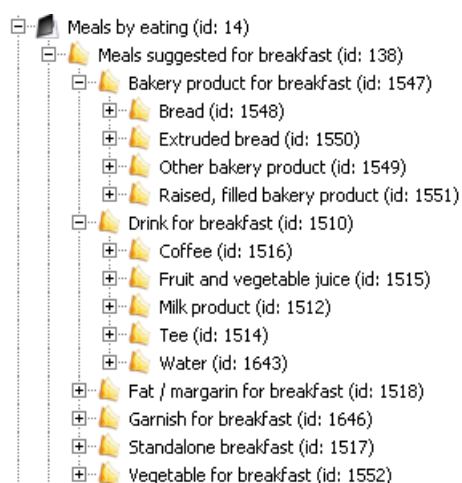 Meals by eating (id: 14)
Meals suggested for breakfast (id: 138)
Bakery product for breakfast (id: 1547)
Bread (id: 1548)
Extruded bread (id: 1550)
Other bakery product (id: 1549)
Raised, filled bakery product (id: 1551)
Drink for breakfast (id: 1510)
Coffee (id: 1516)
Fruit and vegetable juice (id: 1515)
Milk product (id: 1512)
Tee (id: 1514)
Water (id: 1643)
Fat / margarin for breakfast (id: 1518)
Garnish for breakfast (id: 1646)
Standalone breakfast (id: 1517)
Vegetable for breakfast (id: 1552)